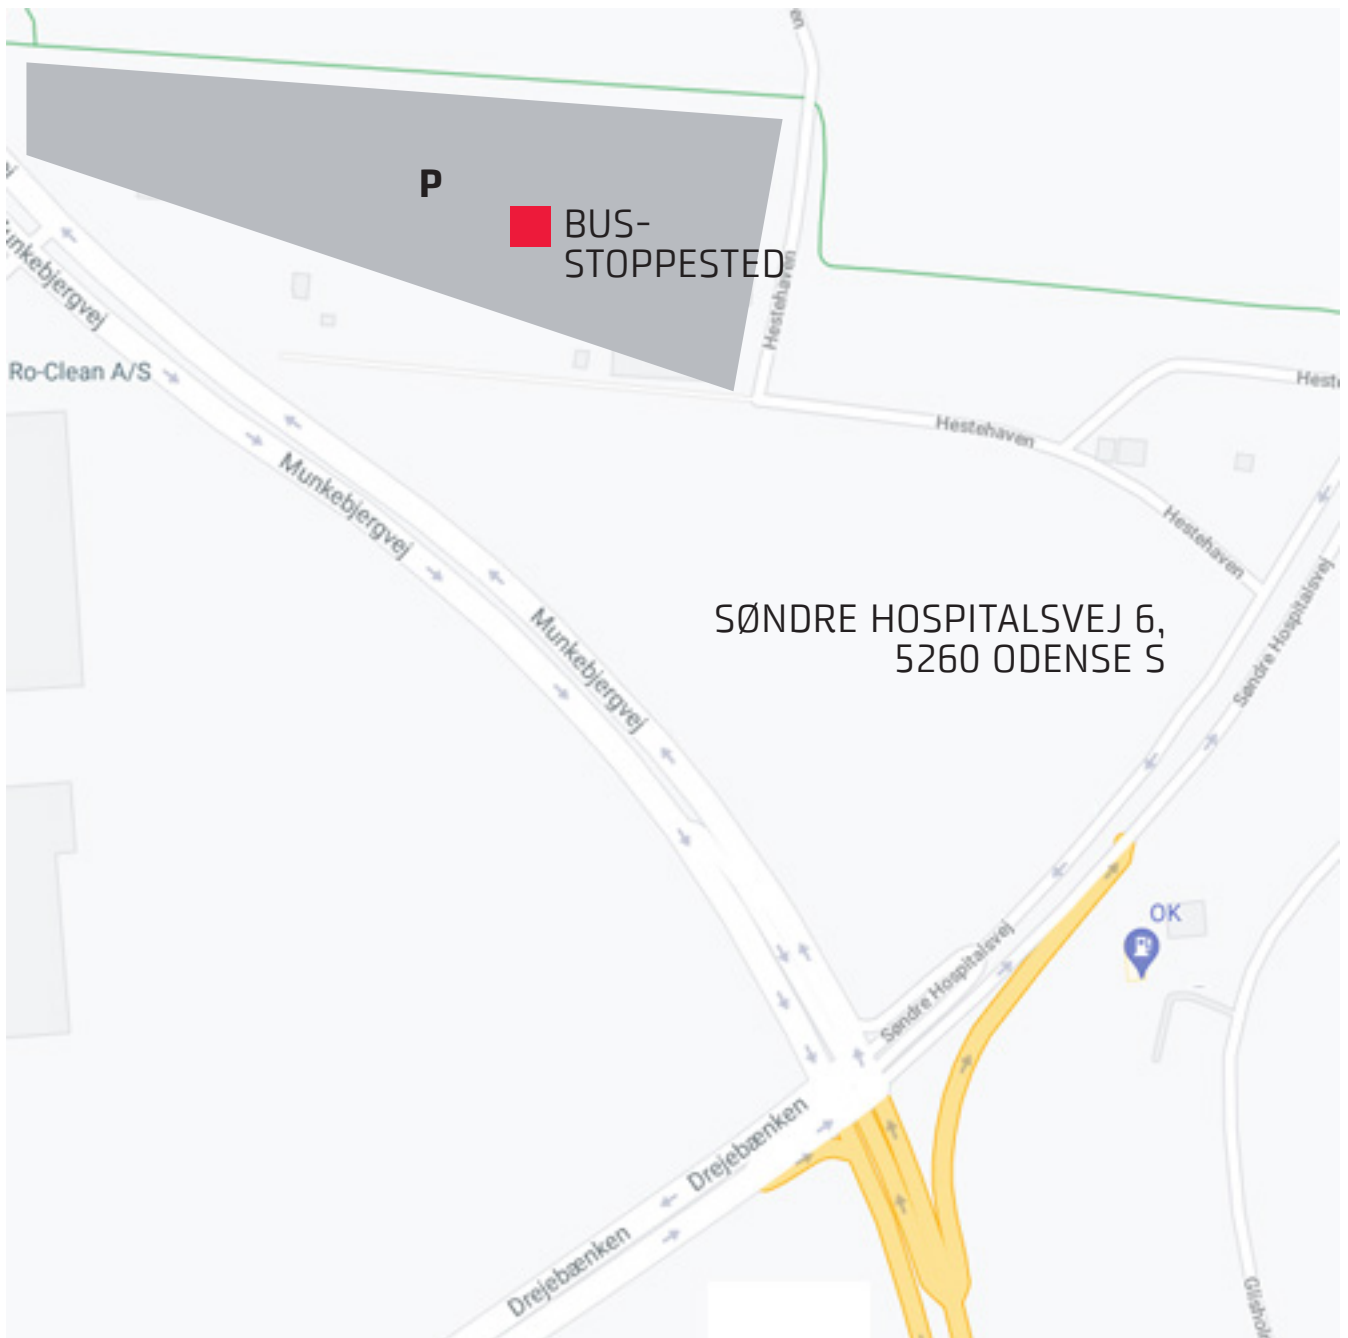 P
BUS-
STOPPESTED
Hestehaven
Munkebjergvej
Ro-Clean A/S
Heste
Hestehaven
Munkebjergvej
Hestehaven
Søndre Hospitalsvej
SØNDRE HOSPITALSVEJ 6,
5260 ODENSE S
Munkebjergvej
OK
Søndre Hospitalsvej
Drejebænken
Drejebænken